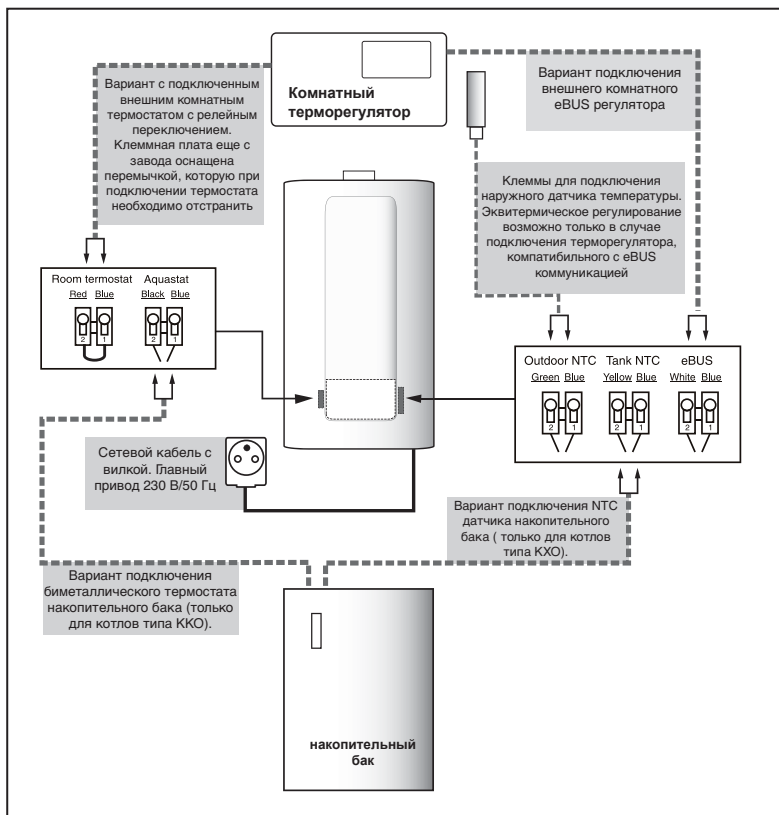 Комнатный
терморегулятор
Вариант с подключенным
внешним комнатным
термостатом с релейным
переключением.
Клеммная плата еще с
завода оснащена
перемычкой, которую при
подключении термостата
необходимо отстранить
Вариант подключения
внешнего комнатного
eBUS регулятора
Клеммы для подключения
наружного датчика температуры.
Эквитермическое регулирование
возможно только в случае
подключения терморегулятора,
компатибильного с eBUS
коммуникацией
Room termostat Aquastat
Red Blue Black Blue
2 1 2 1
Outdoor NTC Tank NTC eBUS
Green Blue Yellow Blue White Blue
2 1 2 1 2 1
Сетевой кабель с
вилкой. Главный
привод 230 В/50 Гц
Вариант подключения NTC
датчика накопительного
бака ( только для котлов
типа КХО).
Вариант подключения
биметаллического термостата
накопительного бака (только
для котлов типа ККО).
накопительный
бак